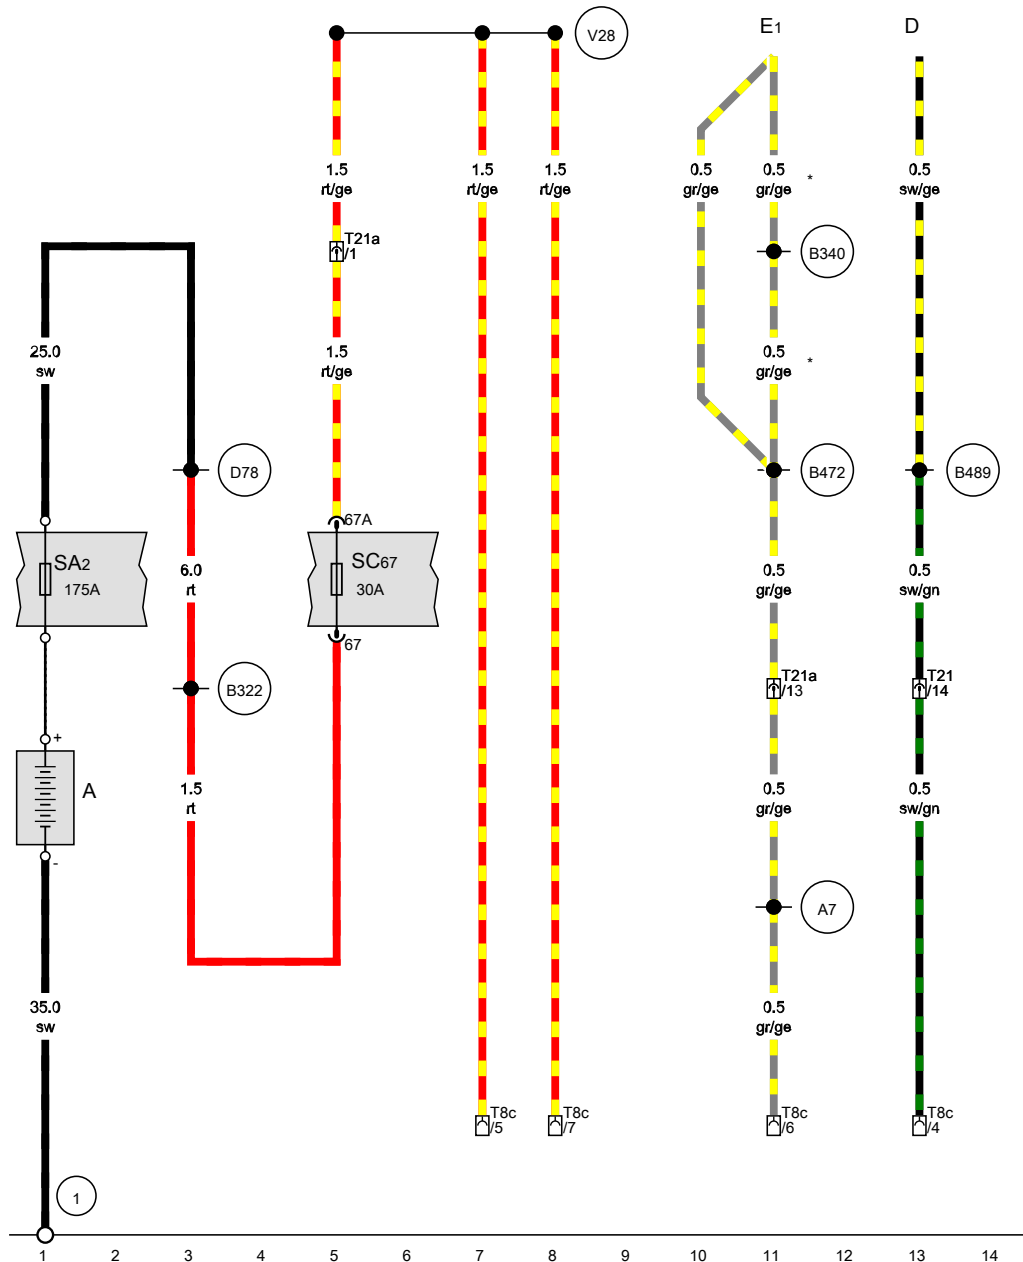 E1
D
V28
1.5
rt/ge
1.5
rt/ge
1.5
rt/ge
0.5
gr/ge
0.5
gr/ge
*
0.5
sw/ge
T21a
/1
B340
25.0
sw
1.5
rt/ge
0.5
gr/ge
*
D78
B472
B489
67A
SA2
175A
6.0
rt
SC67
30A
0.5
gr/ge
0.5
sw/gn
67
B322
T21a
/13
T21
/14
+
A
1.5
rt
0.5
gr/ge
0.5
sw/gn
-
A7
35.0
sw
0.5
gr/ge
T8c
/5
T8c
/7
T8c
/6
T8c
/4
1
1 2 3 4 5 6 7 8 9 10 11 12 13 14